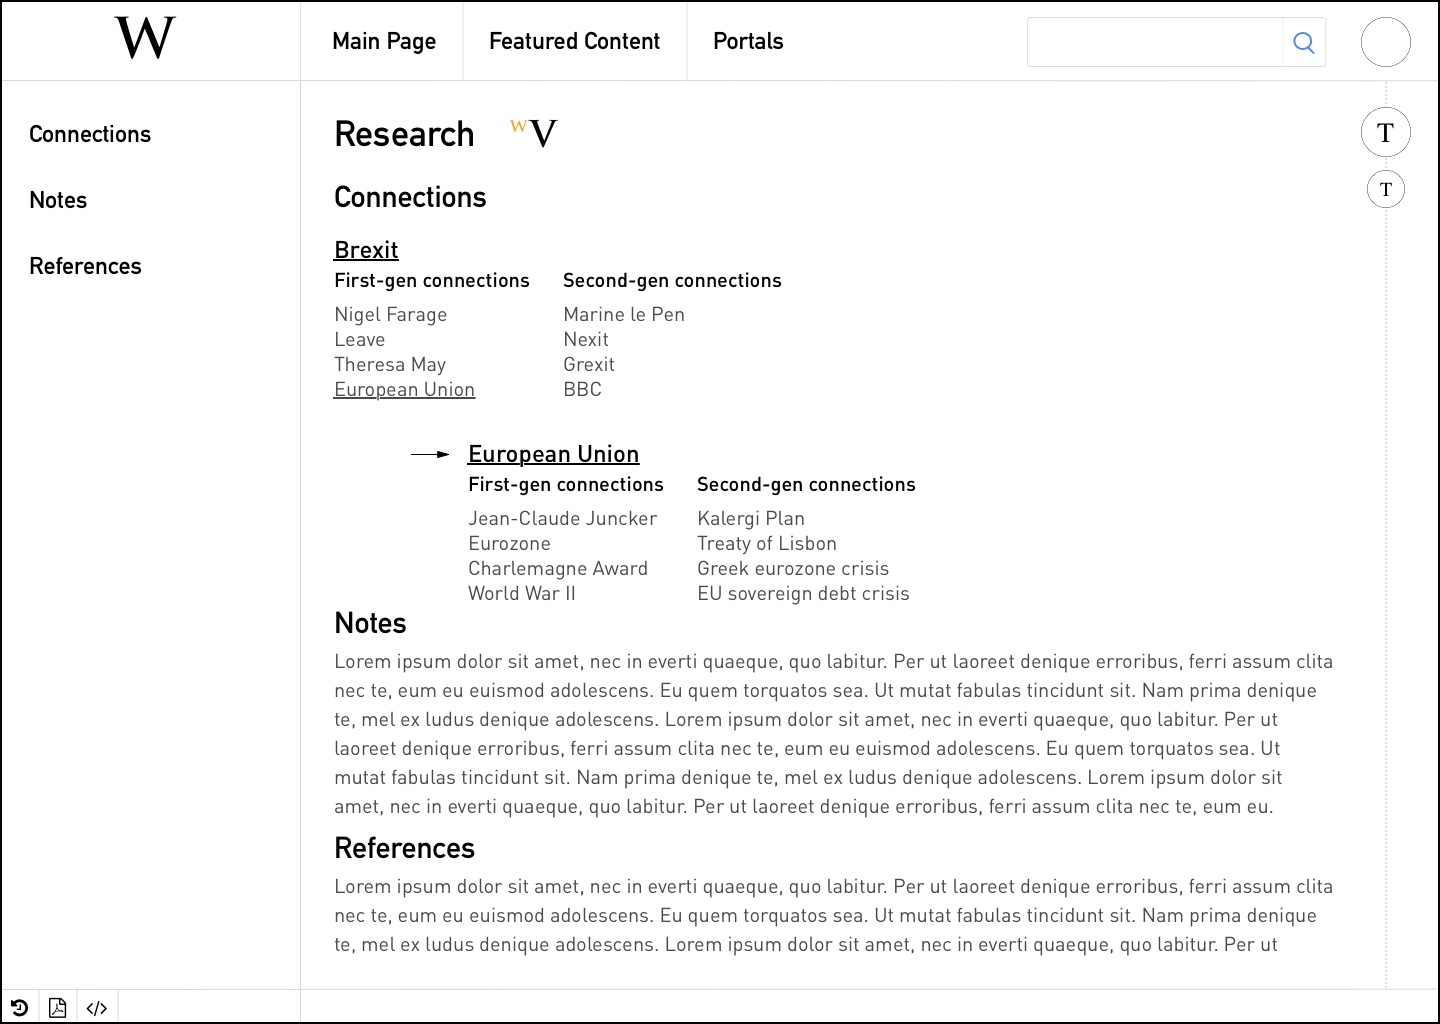 W
Main Page
Featured Content
Portals
Connections
Notes
References
Research
W V
T
T
Connections
Brexit
First-gen connections
Second-gen connections
Nigel Farage
Marine le Pen
Leave
Nexit
Theresa May
Grexit
European Union
BBC
European Union
First-gen connections
Second-gen connections
Jean-Claude Juncker
Kalergi Plan
Eurozone
Treaty of Lisbon
Charlemagne Award
Greek eurozone crisis
World War II
EU sovereign debt crisis
Notes
Lorem ipsum dolor sit amet, nec in everti quaeque, quo labitur. Per ut laoreet denique erroribus, ferri assum clita
nec te, eum eu euismod adolescens. Eu quem torquatos sea. Ut mutat fabulas tincidunt sit. Nam prima denique
te, mel ex ludus denique adolescens. Lorem ipsum dolor sit amet, nec in everti quaeque, quo labitur. Per ut
laoreet denique erroribus, ferri assum clita nec te, eum eu euismod adolescens. Eu quem torquatos sea. Ut
mutat fabulas tincidunt sit. Nam prima denique te, mel ex ludus denique adolescens. Lorem ipsum dolor sit
amet, nec in everti quaeque, quo labitur. Per ut laoreet denique erroribus, ferri assum clita nec te, eum eu.
References
Lorem ipsum dolor sit amet, nec in everti quaeque, quo labitur. Per ut laoreet denique erroribus, ferri assum clita
nec te, eum eu euismod adolescens. Eu quem torquatos sea. Ut mutat fabulas tincidunt sit. Nam prima denique
te, mel ex ludus denique adolescens. Lorem ipsum dolor sit amet, nec in everti quaeque, quo labitur. Per ut